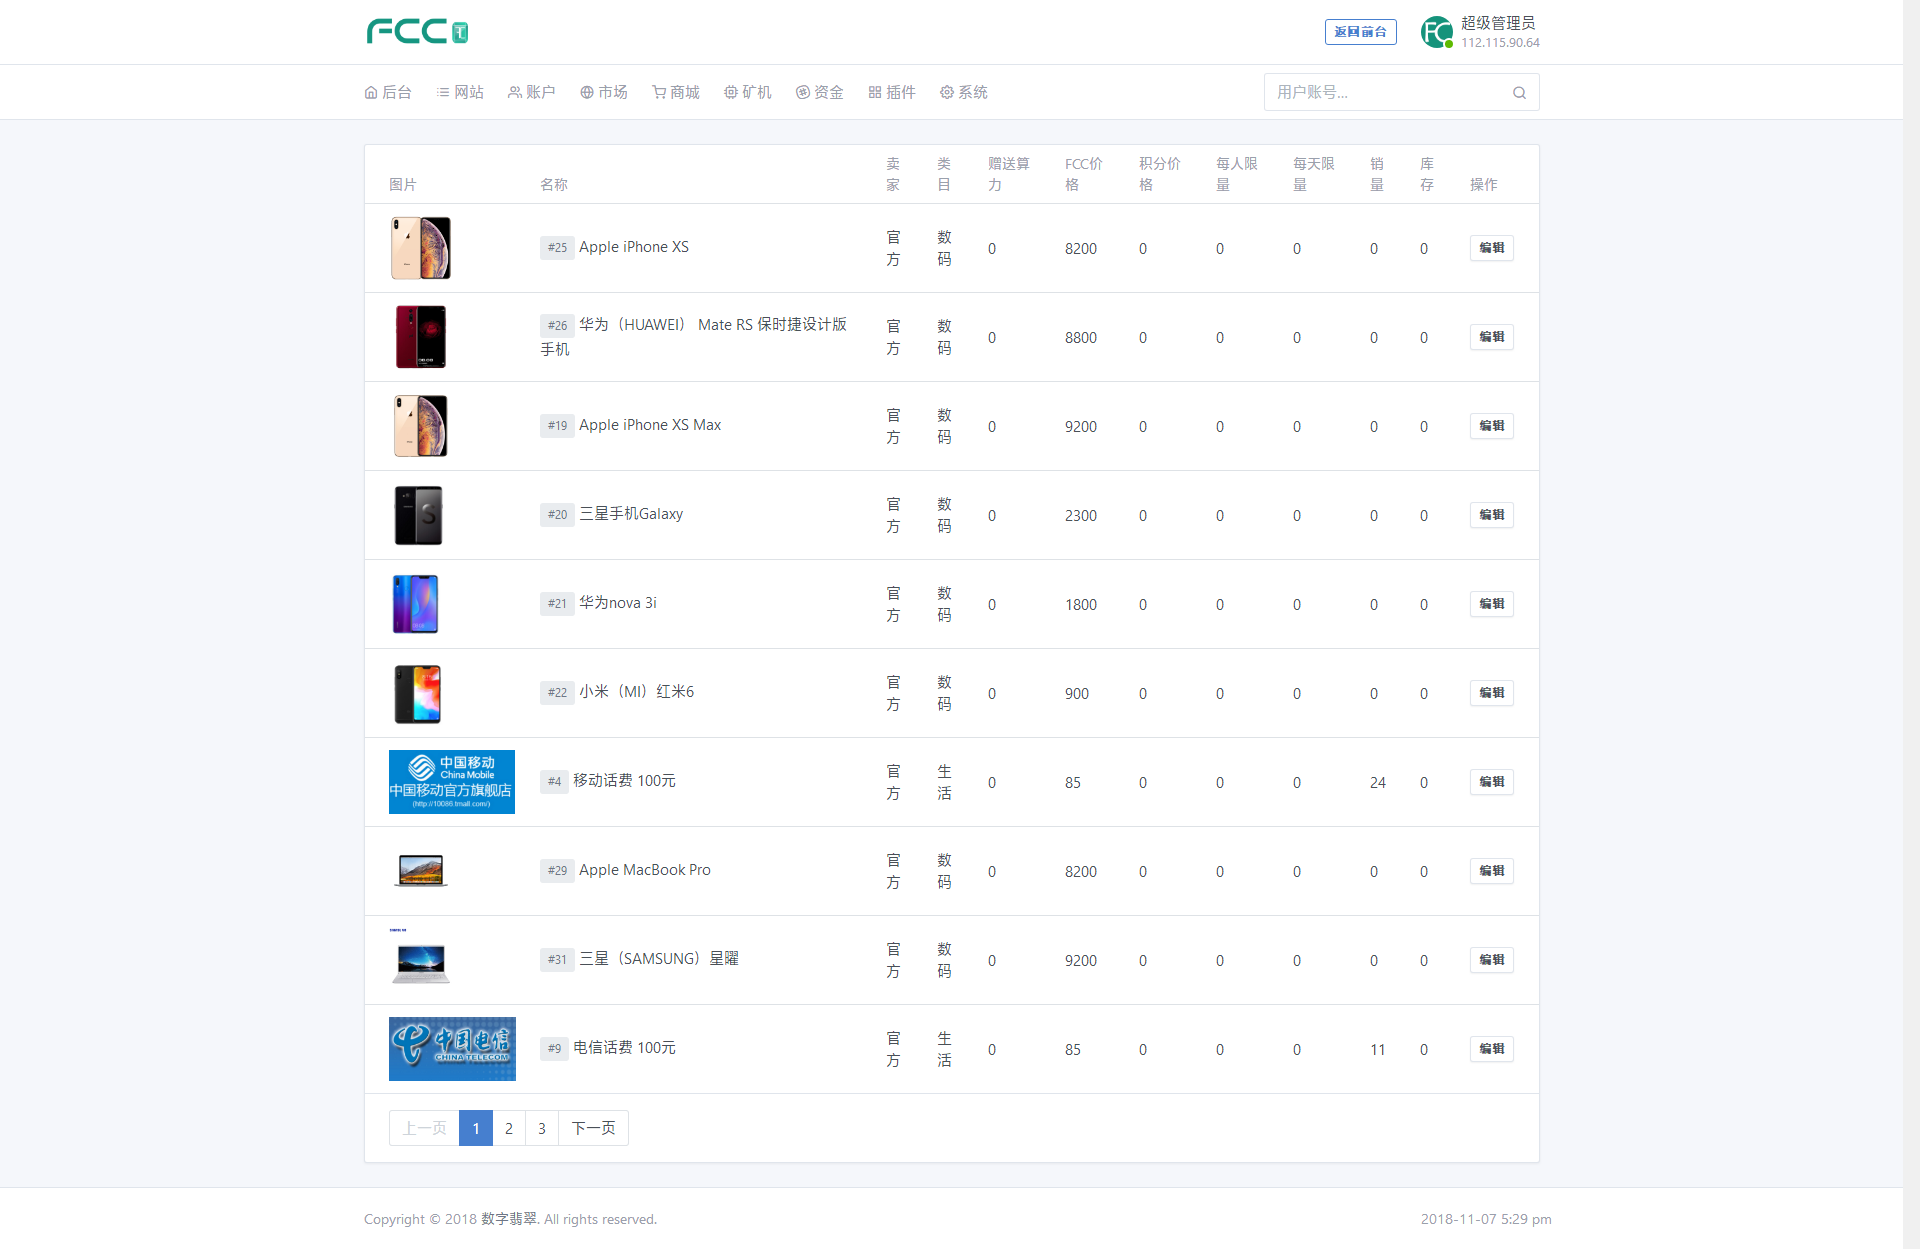 FCC
返回前台
超级管理员
112.115.90.64
后台 网站 账户 市场 商城 矿机 资金 插件 系统
用户账号...
图片 名称 卖家 类目 赠送算力 FCC价格 积分价格 每人限量 每天限量 销量 库存 操作
#25 Apple iPhone XS 官方 数码 0 8200 0 0 0 0 0 编辑
#26 华为（HUAWEI） Mate RS 保时捷设计版
手机 官方 数码 0 8800 0 0 0 0 0 编辑
#19 Apple iPhone XS Max 官方 数码 0 9200 0 0 0 0 0 编辑
#20 三星手机Galaxy 官方 数码 0 2300 0 0 0 0 0 编辑
#21 华为nova 3i 官方 数码 0 1800 0 0 0 0 0 编辑
#22 小米（MI）红米6 官方 数码 0 900 0 0 0 0 0 编辑
中国移动
China Mobile
中国移动官方旗舰店
(http://10086.tmall.com/)
#4 移动话费 100元 官方 生活 0 85 0 0 0 24 0 编辑
#29 Apple MacBook Pro 官方 数码 0 8200 0 0 0 0 0 编辑
#31 三星（SAMSUNG）星曜 官方 数码 0 9200 0 0 0 0 0 编辑
中国电信
CHINA TELECOM
#9 电信话费 100元 官方 生活 0 85 0 0 0 11 0 编辑
上一页 1 2 3 下一页
Copyright © 2018 数字翡翠. All rights reserved.
2018-11-07 5:29 pm